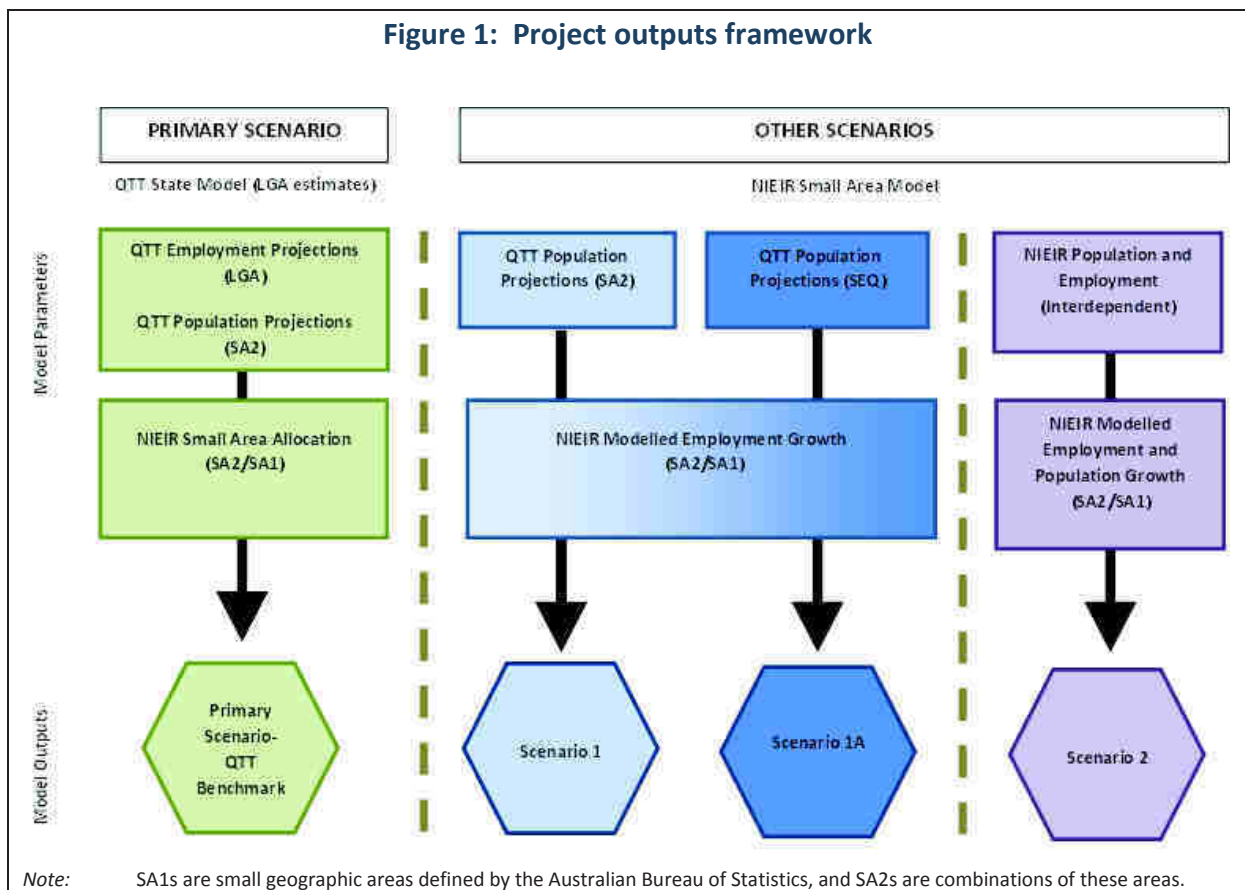 Figure 1: Project outputs framework
PRIMARY SCENARIO
OTHER SCENARIOS
QTT State Model (LGA estimates)
NIEIR Small Area Model
Model Parameters
QTT Employment Projections
(LGA)
QTT Population Projections
(SA2)
QTT Population
Projections (SA2)
QTT Population
Projections (SEQ)
NIEIR Population and
Employment
(Interdependent)
NIEIR Small Area Allocation
(SA2/SA1)
NIEIR Modelled Employment Growth
(SA2/SA1)
NIEIR Modelled
Employment and
Population Growth
(SA2/SA1)
Model Outputs
Primary
Scenario-
QTT
Benchmark
Scenario 1
Scenario 1A
Scenario 2
Note: SA1s are small geographic areas defined by the Australian Bureau of Statistics, and SA2s are combinations of these areas.